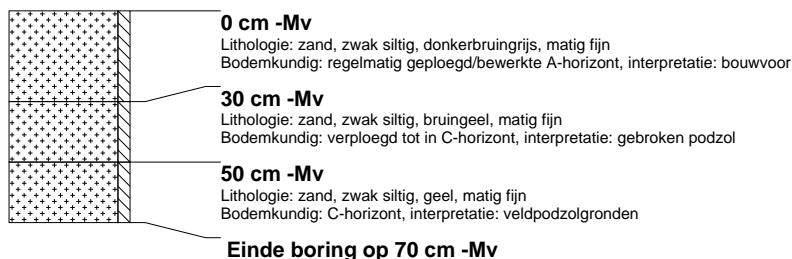 0 cm -Mv
Lithologie: zand, zwak siltig, donkerbruingrijs, matig fijn
Bodemkundig: regelmatig geploegd/bewerkte A-horizont, interpretatie: bouwvoor
30 cm -Mv
Lithologie: zand, zwak siltig, bruingeel, matig fijn
Bodemkundig: verploegd tot in C-horizont, interpretatie: gebroken podzol
50 cm -Mv
Lithologie: zand, zwak siltig, geel, matig fijn
Bodemkundig: C-horizont, interpretatie: veldpodzolgronden
Einde boring op 70 cm -Mv